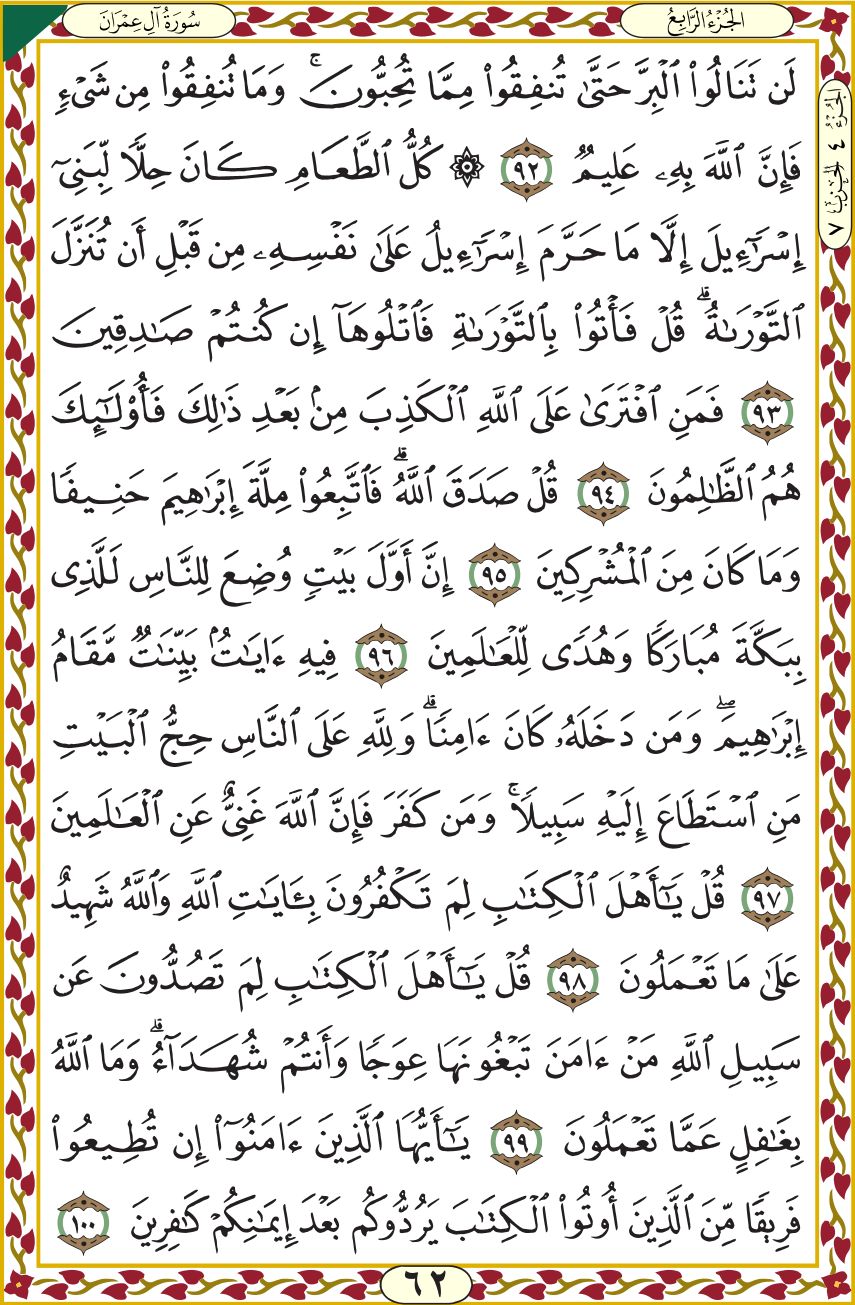 سُورَةُ آلِ عِمْرَانَ
الجُزْءُ الرَّابِعُ
الجُزْءُ ٤ الحِزْبُ ٧
لَن تَنَالُوا۟ ٱلْبِرَّ حَتَّىٰ تُنفِقُوا۟ مِمَّا تُحِبُّونَ ۚ وَمَا تُنفِقُوا۟ مِن شَىْءٍ
فَإِنَّ ٱللَّهَ بِهِۦ عَلِيمٌ ٩٢ ۞ كُلُّ ٱلطَّعَامِ كَانَ حِلًّا لِّبَنِىٓ
إِسْرَٰٓءِيلَ إِلَّا مَا حَرَّمَ إِسْرَٰٓءِيلُ عَلَىٰ نَفْسِهِۦ مِن قَبْلِ أَن تُنَزَّلَ
ٱلتَّوْرَىٰةُ ۗ قُلْ فَأْتُوا۟ بِٱلتَّوْرَىٰةِ فَٱتْلُوهَآ إِن كُنتُمْ صَـٰدِقِينَ
٩٣ فَمَنِ ٱفْتَرَىٰ عَلَى ٱللَّهِ ٱلْكَذِبَ مِنۢ بَعْدِ ذَٰلِكَ فَأُو۟لَـٰٓئِكَ
هُمُ ٱلظَّـٰلِمُونَ ٩٤ قُلْ صَدَقَ ٱللَّهُ ۗ فَٱتَّبِعُوا۟ مِلَّةَ إِبْرَٰهِيمَ حَنِيفًا
وَمَا كَانَ مِنَ ٱلْمُشْرِكِينَ ٩٥ إِنَّ أَوَّلَ بَيْتٍ وُضِعَ لِلنَّاسِ لَلَّذِى
بِبَكَّةَ مُبَارَكًا وَهُدًى لِّلْعَـٰلَمِينَ ٩٦ فِيهِ ءَايَـٰتٌۢ بَيِّنَـٰتٌ مَّقَامُ
إِبْرَٰهِيمَ ۖ وَمَن دَخَلَهُۥ كَانَ ءَامِنًا ۗ وَلِلَّهِ عَلَى ٱلنَّاسِ حِجُّ ٱلْبَيْتِ
مَنِ ٱسْتَطَاعَ إِلَيْهِ سَبِيلًا ۚ وَمَن كَفَرَ فَإِنَّ ٱللَّهَ غَنِىٌّ عَنِ ٱلْعَـٰلَمِينَ
٩٧ قُلْ يَـٰٓأَهْلَ ٱلْكِتَـٰبِ لِمَ تَكْفُرُونَ بِـَٔايَـٰتِ ٱللَّهِ وَٱللَّهُ شَهِيدٌ
عَلَىٰ مَا تَعْمَلُونَ ٩٨ قُلْ يَـٰٓأَهْلَ ٱلْكِتَـٰبِ لِمَ تَصُدُّونَ عَن
سَبِيلِ ٱللَّهِ مَنْ ءَامَنَ تَبْغُونَهَا عِوَجًا وَأَنتُمْ شُهَدَآءُ ۗ وَمَا ٱللَّهُ
بِغَـٰفِلٍ عَمَّا تَعْمَلُونَ ٩٩ يَـٰٓأَيُّهَا ٱلَّذِينَ ءَامَنُوٓا۟ إِن تُطِيعُوا۟
فَرِيقًا مِّنَ ٱلَّذِينَ أُوتُوا۟ ٱلْكِتَـٰبَ يَرُدُّوكُم بَعْدَ إِيمَـٰنِكُمْ كَـٰفِرِينَ ١٠٠
٦٢